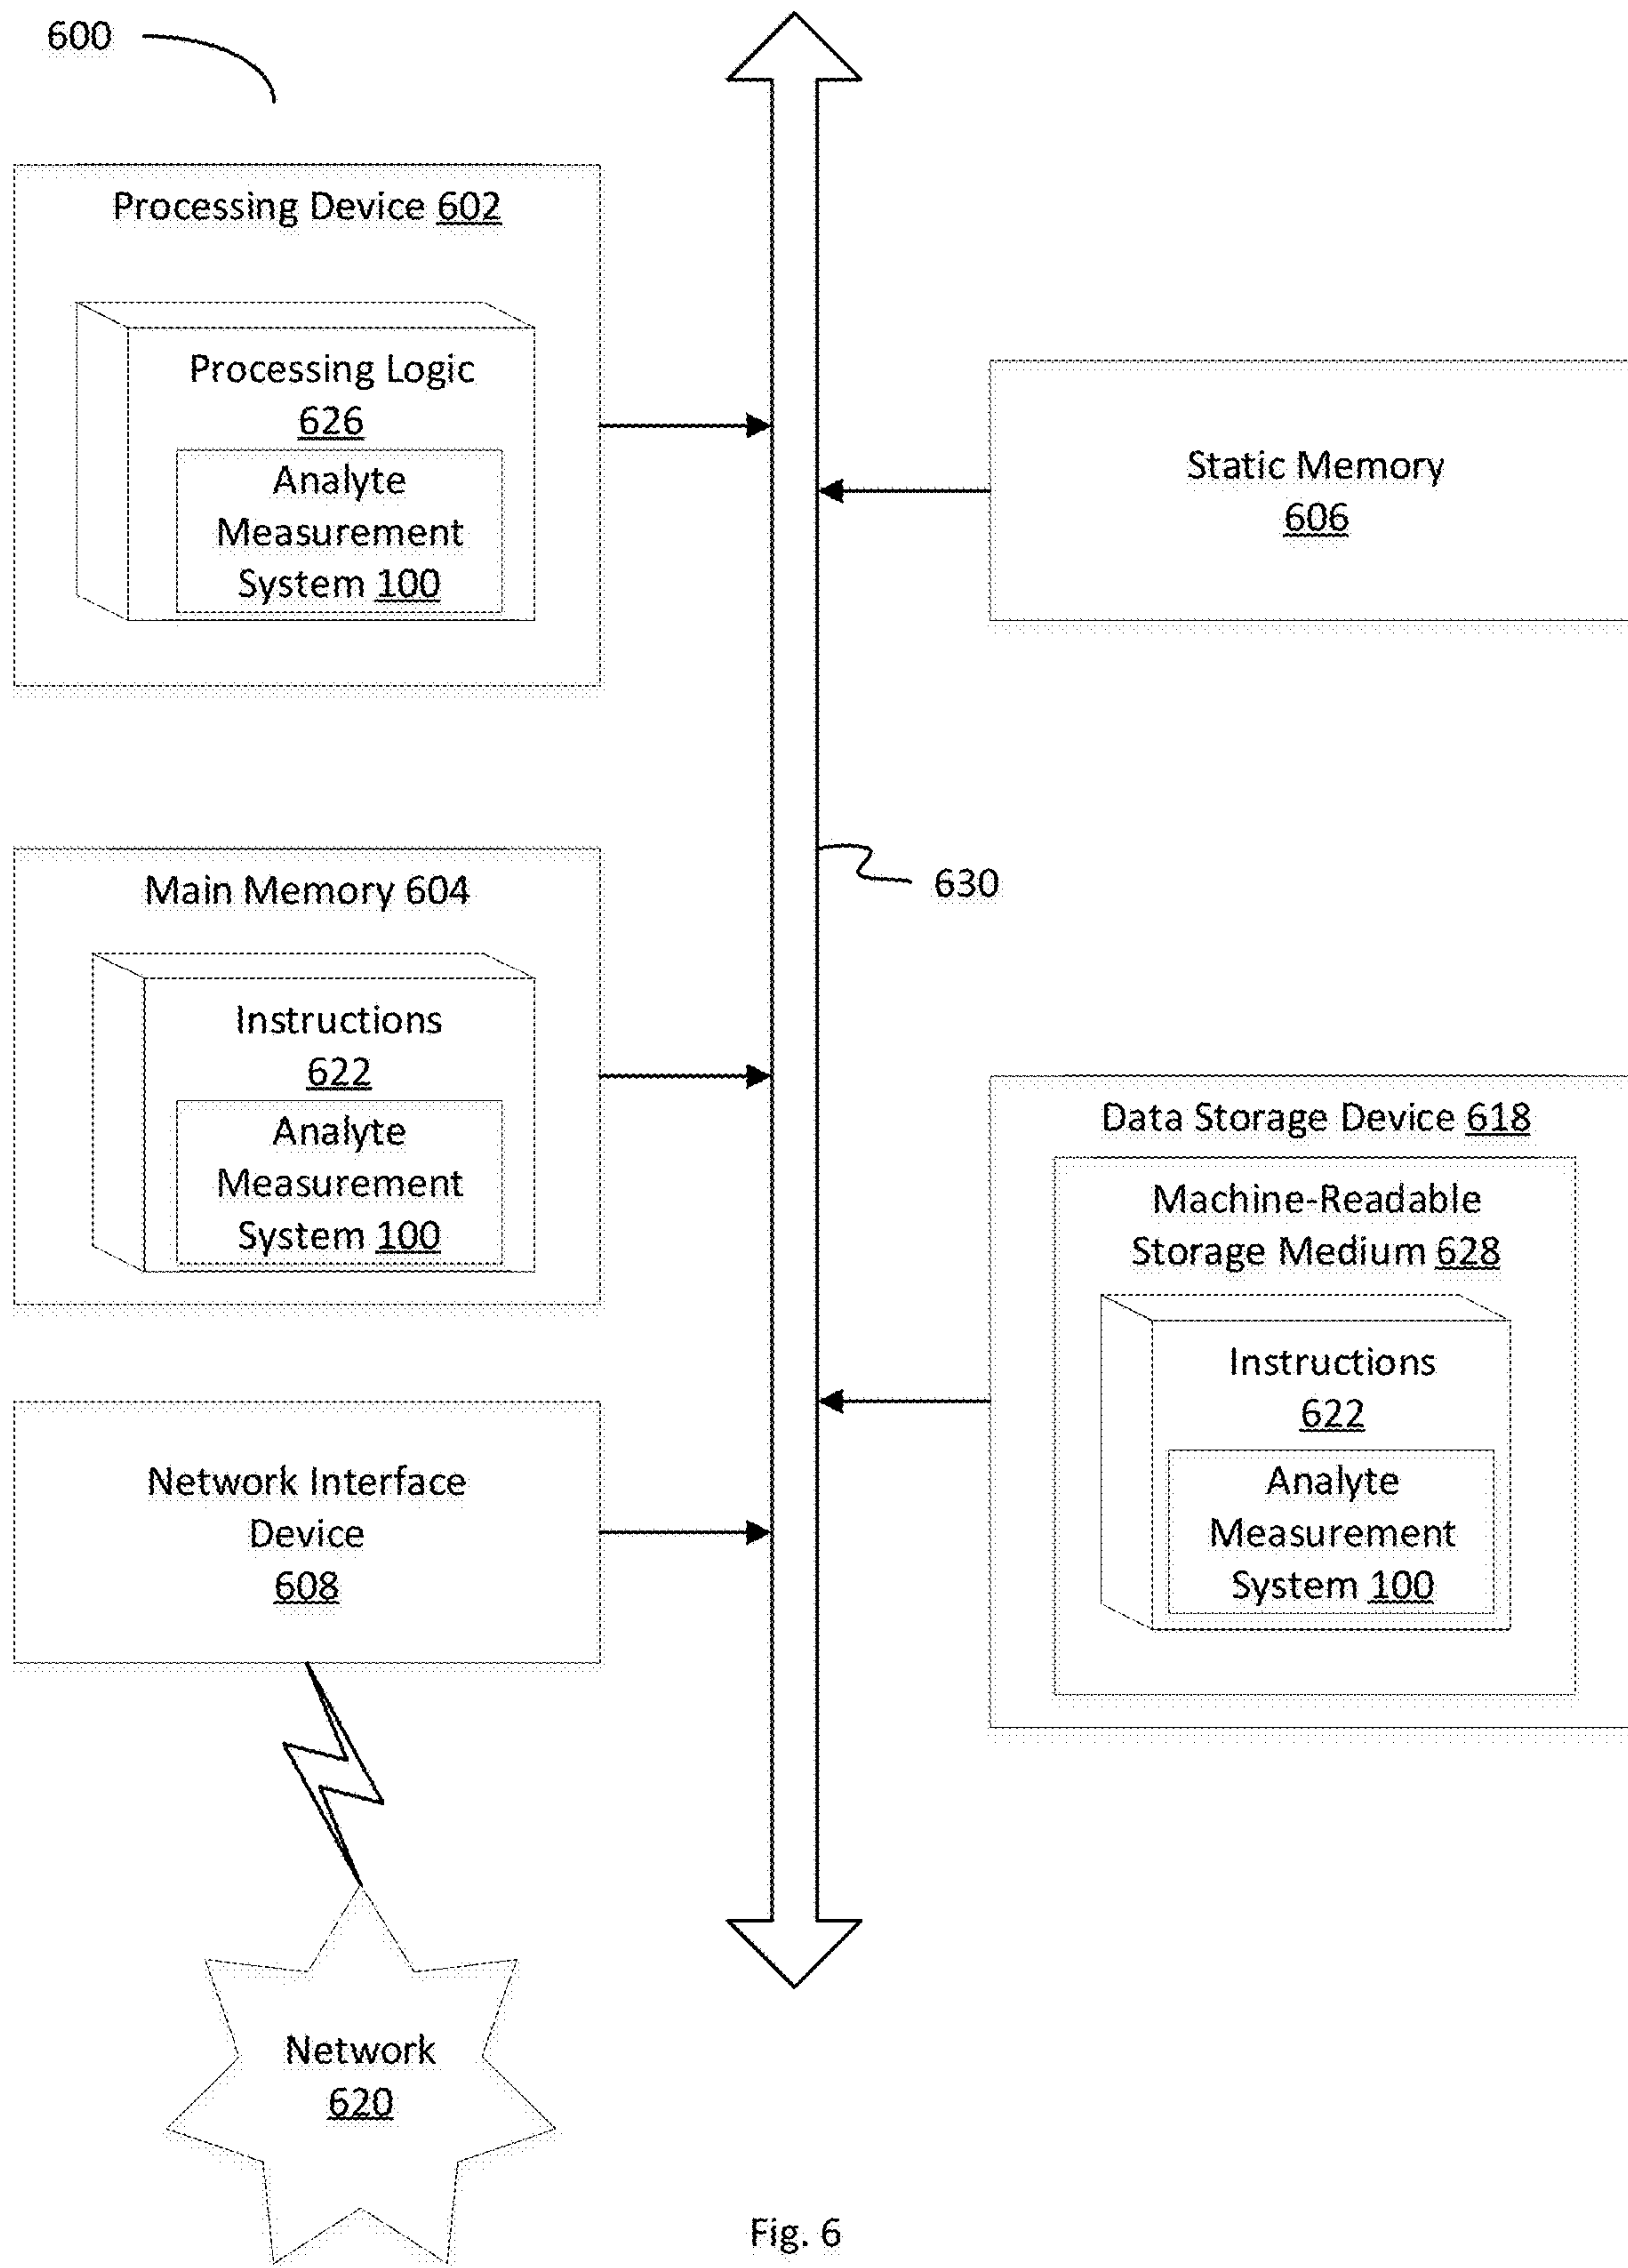 600
Processing Device 602
Processing Logic
626
Analyte
Measurement
System 100
Static Memory
606
Main Memory 604
630
Instructions
622
Analyte
Measurement
System 100
Data Storage Device 618
Machine-Readable
Storage Medium 628
Instructions
622
Analyte
Measurement
System 100
Network Interface
Device
608
Network
620
Fig. 6